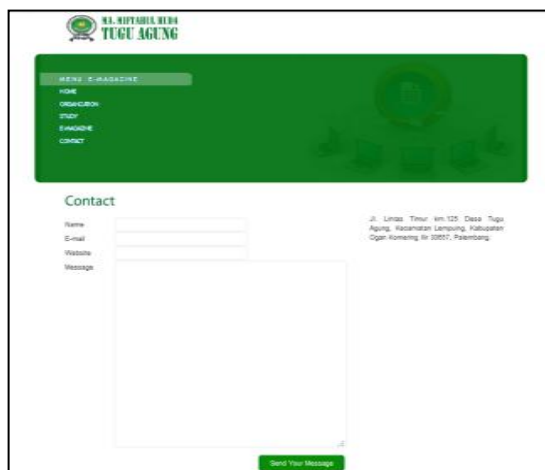 MA. MIFTAHUL HUDA
TUGU AGUNG
MENU E-MAGAZINE
HOME
ORGANIZATION
STUDY
E-MAGAZINE
CONTACT
Contact
Name
E-mail
Website
Message
Jl. Lintas Timur km.125 Desa Tugu
Agung, Kecamatan Lempuing, Kabupaten
Ogan Komering Ilir 30657, Palembang.
Send Your Message